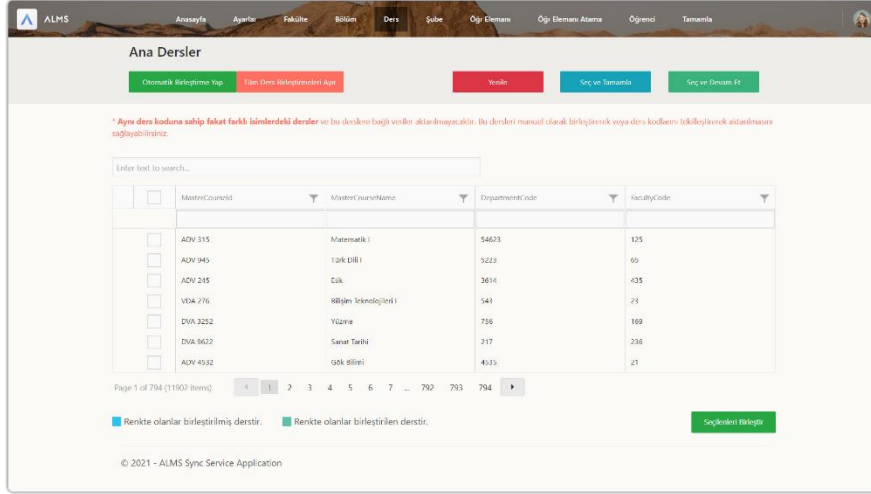 ALMS Anasayfa Ayarlar Fakülte Bölüm Ders Şube Öğr Elemanı Öğr Elemanı Atama Öğrenci Tamamla
Ana Dersler
Otomatik Birleştirme Yap Tüm Ders Birleştirmeleri Ayır Yenile Seç ve Tamamla Seç ve Devam Et
* Aynı ders koduna sahip fakat farklı isimlerdeki dersler ve bu derslere bağlı veriler aktarılmayacaktır. Bu dersleri manuel olarak birleştirerek veya ders kodlarını tekilleştirerek aktarılmasını
sağlayabilirsiniz.
Enter text to search...
MasterCourseId MasterCourseName DepartmentCode FacultyCode
ADV 315 Matematik I 54623 125
ADV 945 Türk Dili I 5223 65
ADV 245 Etik 3614 435
VDA 276 Bilişim Teknolojileri I 543 23
DVA 3252 Yüzme 756 169
DVA 9622 Sanat Tarihi 217 236
ADV 4532 Gök Bilimi 4535 21
Page 1 of 794 (11902 items) 1 2 3 4 5 6 7 ... 792 793 794
Renkte olanlar birleştirilmiş derstir. Renkte olanlar birleştirilen derstir. Seçilenleri Birleştir
© 2021 - ALMS Sync Service Application